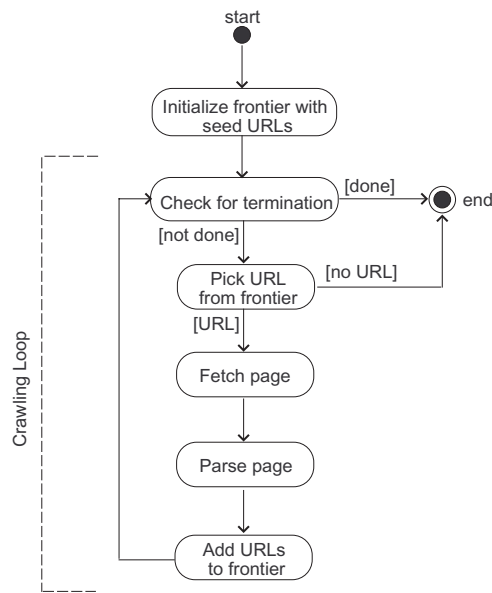 start
Initialize frontier with
seed URLs
Check for termination
[done]
end
[not done]
Pick URL
from frontier
[no URL]
[URL]
Fetch page
Parse page
Add URLs
to frontier
Crawling Loop